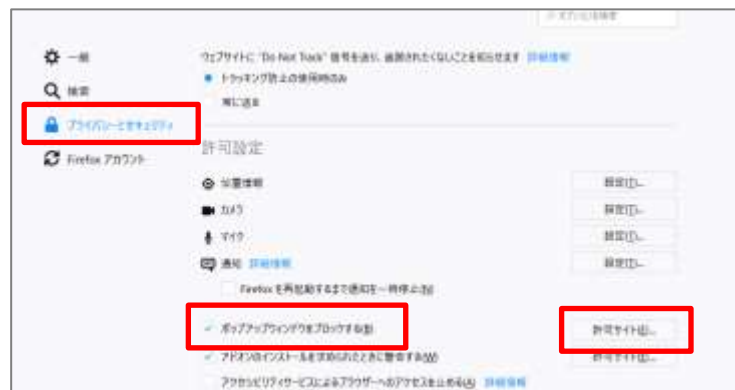 一般
ウェブサイトに "Do Not Track" 信号を送り、追跡されたくないことを知らせます 詳細情報
トラッキング防止の使用時のみ
検索
常に送る
プライバシーとセキュリティ
許可設定
Firefox アカウント
位置情報 設定(T)...
カメラ 設定(T)...
マイク 設定(T)...
通知 詳細情報 設定(T)...
Firefox を再起動するまで通知を一時停止(N)
ポップアップウィンドウをブロックする(B) 許可サイト(E)...
アドオンのインストールを求められたときに警告する(W) 許可サイト(E)...
アクセシビリティサービスによるブラウザーへのアクセスを止める(A) 詳細情報